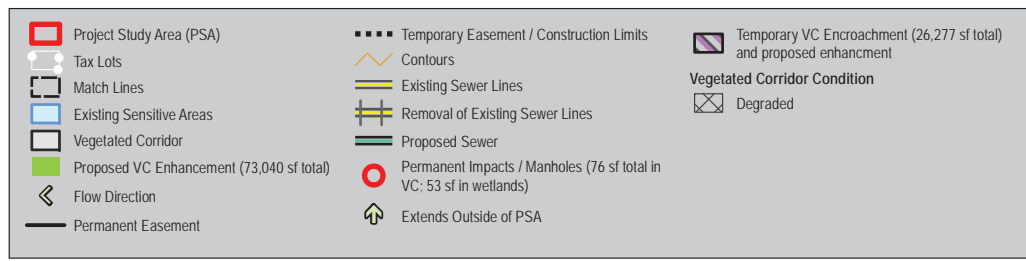 Project Study Area (PSA)
Tax Lots
Match Lines
Existing Sensitive Areas
Vegetated Corridor
Proposed VC Enhancement (73,040 sf total)
Flow Direction
Permanent Easement
Temporary Easement / Construction Limits
Contours
Existing Sewer Lines
Removal of Existing Sewer Lines
Proposed Sewer
Permanent Impacts / Manholes (76 sf total in
VC; 53 sf in wetlands)
Extends Outside of PSA
Temporary VC Encroachment (26,277 sf total)
and proposed enhancment
Vegetated Corridor Condition
Degraded